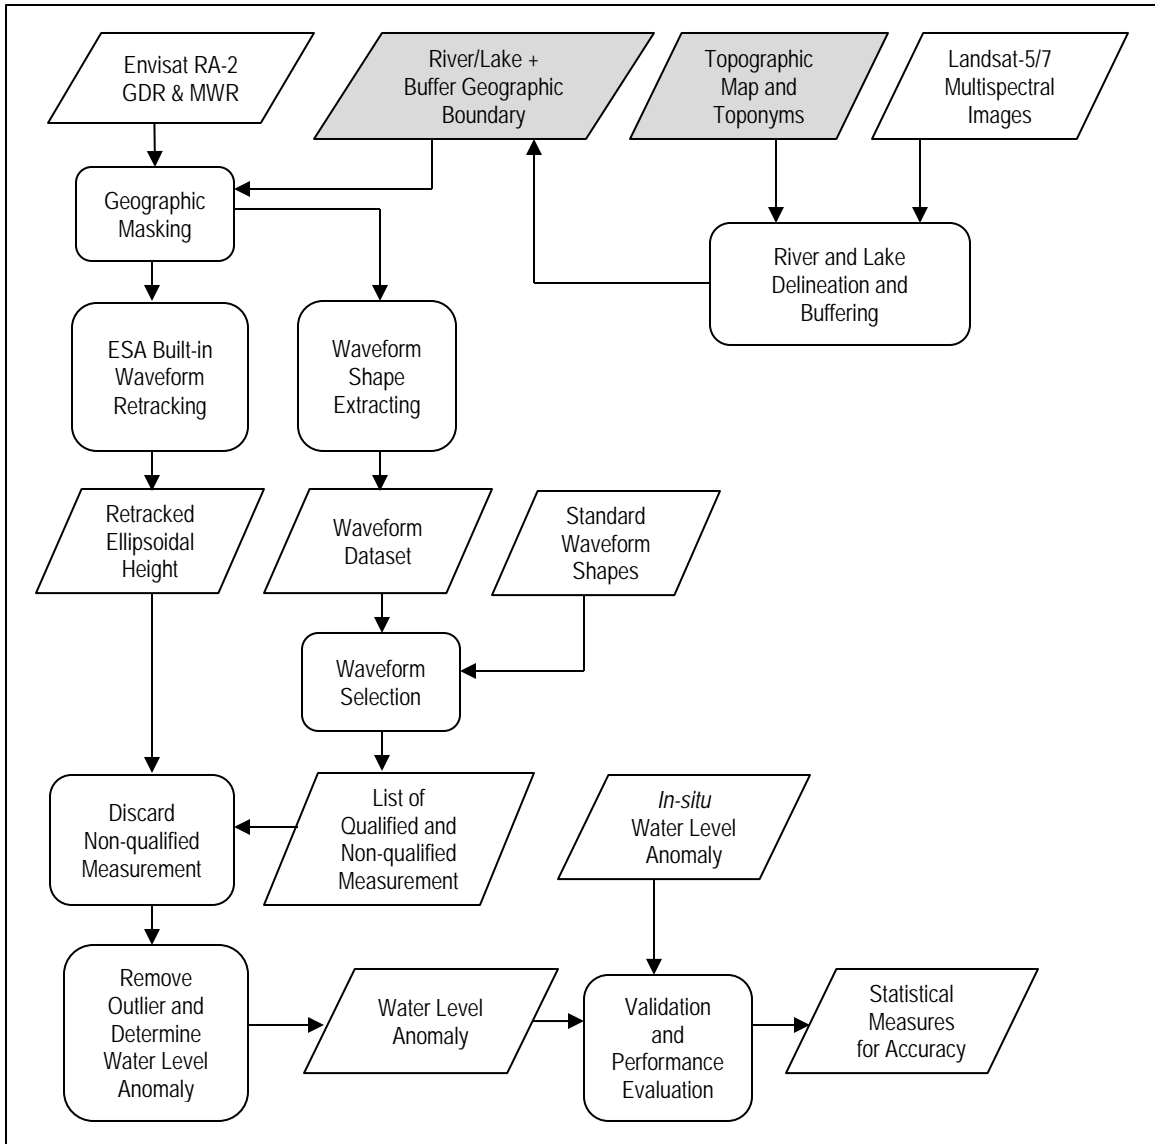 Envisat RA-2
GDR & MWR
River/Lake +
Buffer Geographic
Boundary
Topographic
Map and
Toponyms
Landsat-5/7
Multispectral
Images
Geographic
Masking
River and Lake
Delineation and
Buffering
ESA Built-in
Waveform
Retracking
Waveform
Shape
Extracting
Retracked
Ellipsoidal
Height
Waveform
Dataset
Standard
Waveform
Shapes
Waveform
Selection
Discard
Non-qualified
Measurement
List of
Qualified and
Non-qualified
Measurement
In-situ
Water Level
Anomaly
Remove
Outlier and
Determine
Water Level
Anomaly
Water Level
Anomaly
Validation
and
Performance
Evaluation
Statistical
Measures
for Accuracy